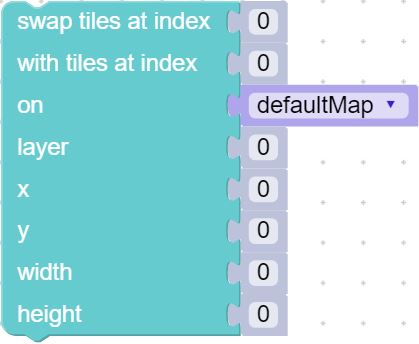 swap tiles at index 0
with tiles at index 0
on defaultMap
layer 0
x 0
y 0
width 0
height 0